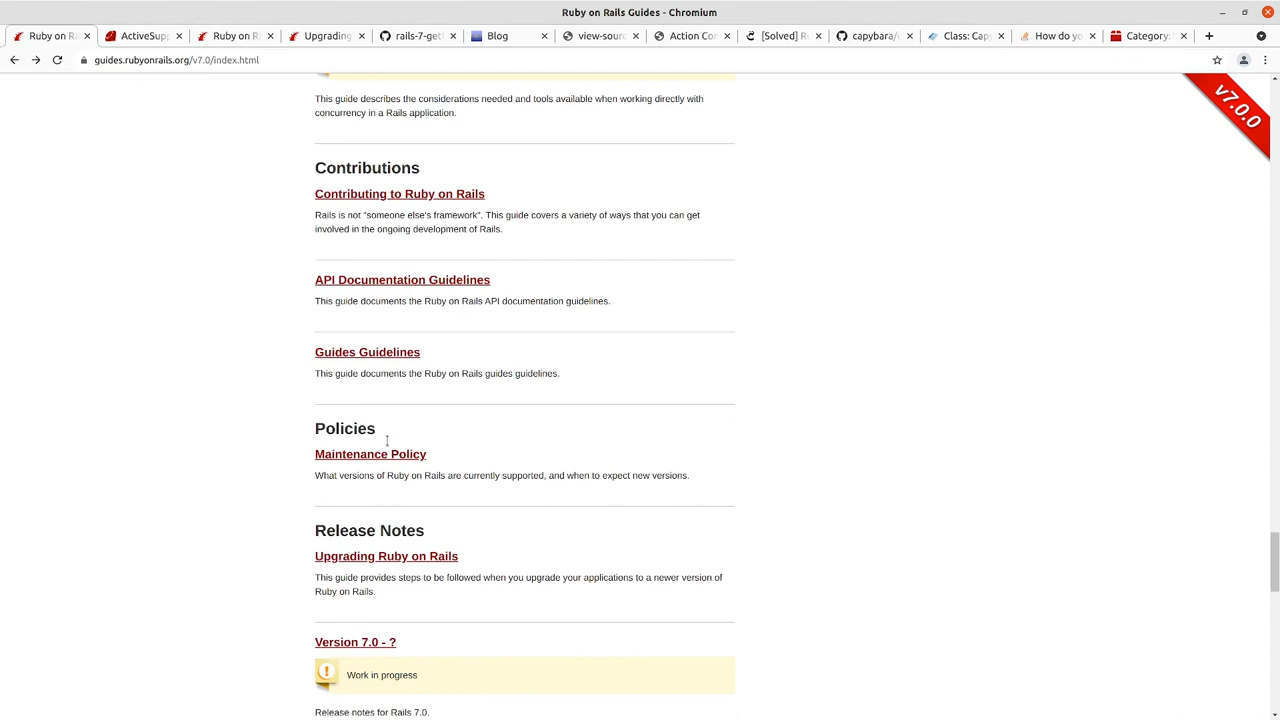 Ruby on Rails Guides - Chromium
Ruby on Ra
ActiveSupp
Ruby on Ra
Upgrading
rails-7-get
Blog
view-sourc
Action Con
[Solved] Re
capybara/c
Class: Capy
How do yo
Category:
guides.rubyonrails.org/v7.0/index.html
v7.0.0
This guide describes the considerations needed and tools available when working directly with
concurrency in a Rails application.
Contributions
Contributing to Ruby on Rails
Rails is not "someone else's framework". This guide covers a variety of ways that you can get
involved in the ongoing development of Rails.
API Documentation Guidelines
This guide documents the Ruby on Rails API documentation guidelines.
Guides Guidelines
This guide documents the Ruby on Rails guides guidelines.
Policies
Maintenance Policy
What versions of Ruby on Rails are currently supported, and when to expect new versions.
Release Notes
Upgrading Ruby on Rails
This guide provides steps to be followed when you upgrade your applications to a newer version of
Ruby on Rails.
Version 7.0 - ?
Work in progress
Release notes for Rails 7.0.